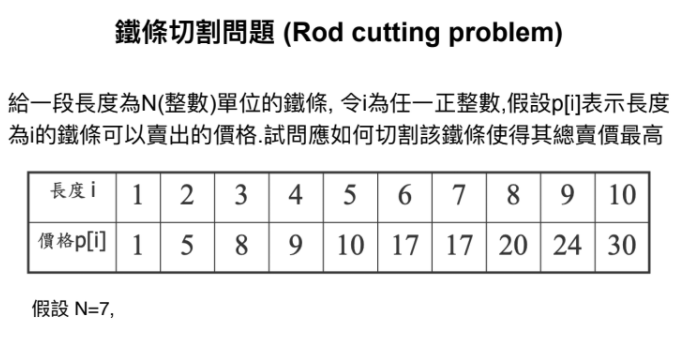 鐵條切割問題 (Rod cutting problem)
給一段長度為N(整數)單位的鐵條, 令i為任一正整數,假設p[i]表示長度
為i的鐵條可以賣出的價格.試問應如何切割該鐵條使得其總賣價最高
長度 i 1 2 3 4 5 6 7 8 9 10
價格p[i] 1 5 8 9 10 17 17 20 24 30
假設 N=7,